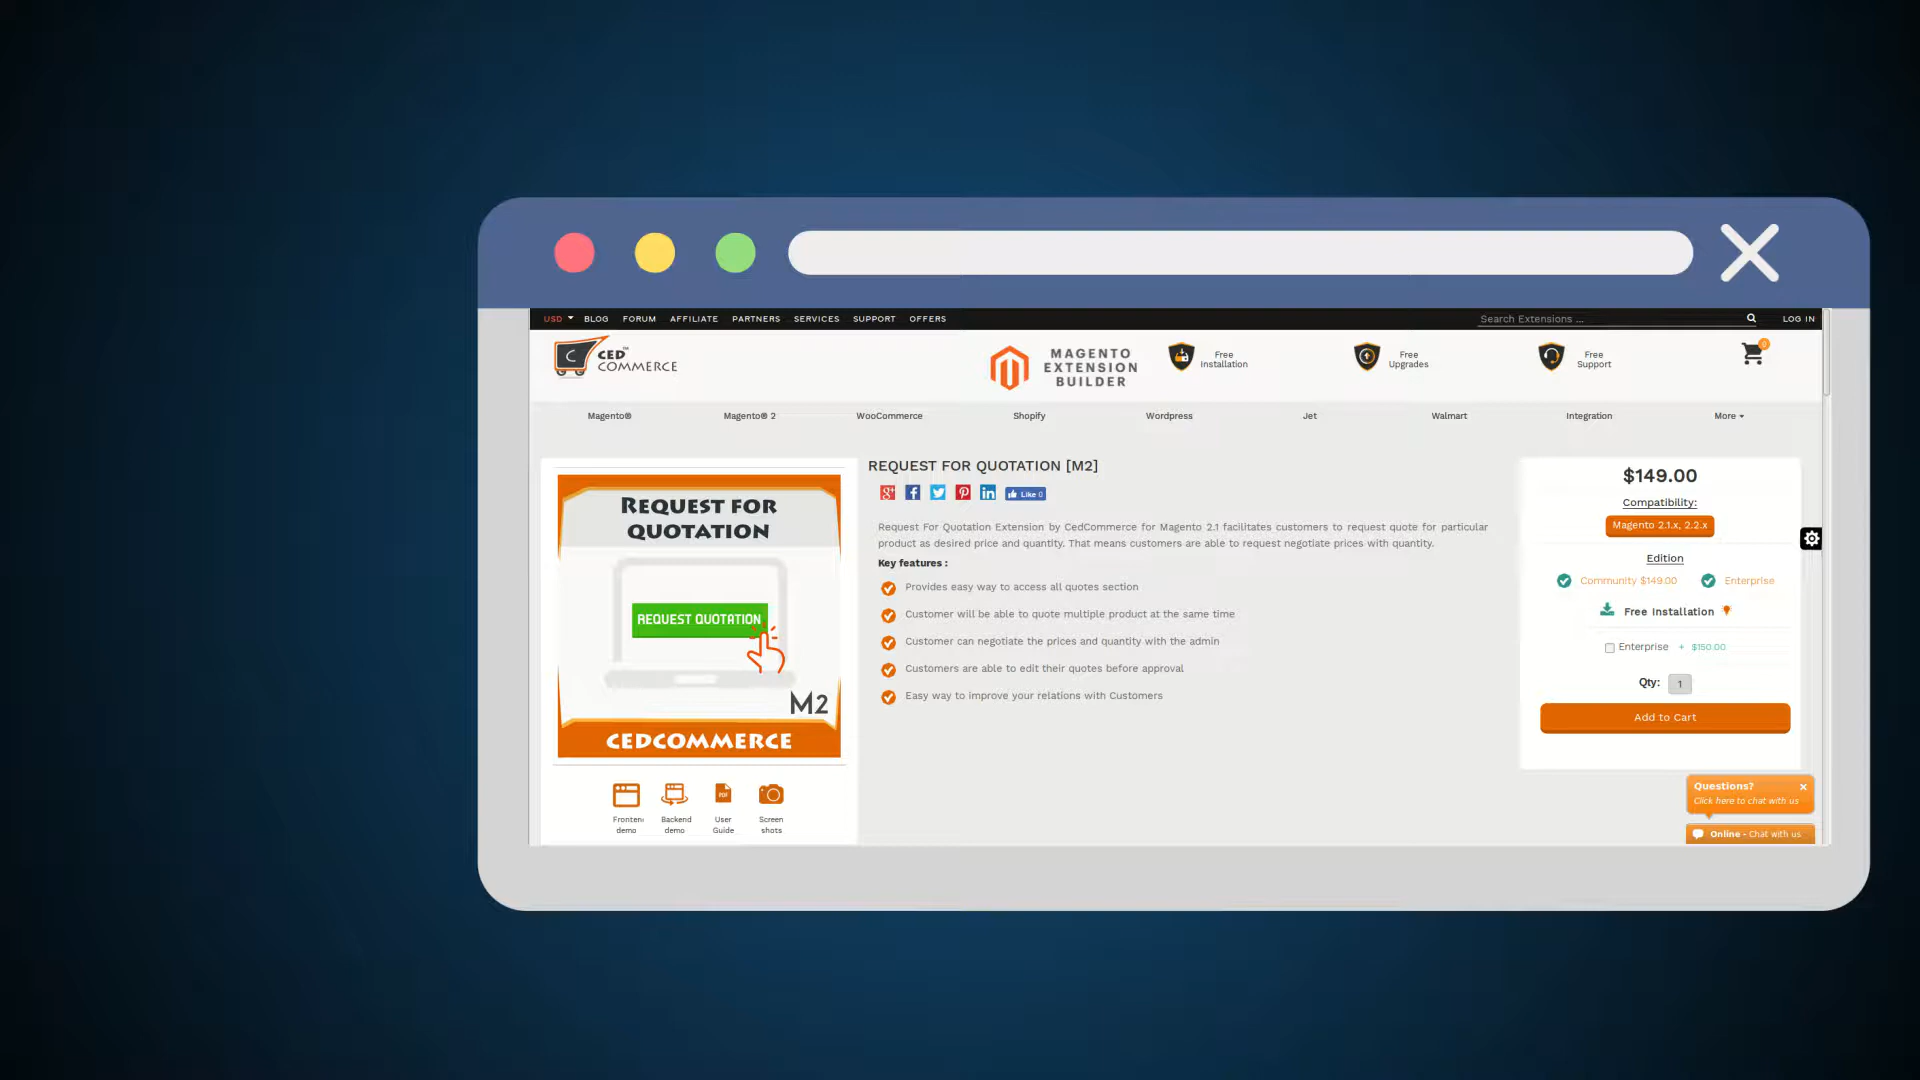 USD BLOG FORUM AFFILIATE PARTNERS SERVICES SUPPORT OFFERS Search Extensions ... LOG IN
C CED™
COMMERCE
MAGENTO
EXTENSION
BUILDER
Free
Installation
Free
Upgrades
Free
Support
0
Magento® Magento® 2 WooCommerce Shopify Wordpress Jet Walmart Integration More
REQUEST FOR
QUOTATION
REQUEST QUOTATION
M2
CEDCOMMERCE
Fronten
demo
Backend
demo
PDF
User
Guide
Screen
shots
REQUEST FOR QUOTATION [M2]
Like 0
Request For Quotation Extension by CedCommerce for Magento 2.1 facilitates customers to request quote for particular
product as desired price and quantity. That means customers are able to request negotiate prices with quantity.
Key features :
Provides easy way to access all quotes section
Customer will be able to quote multiple product at the same time
Customer can negotiate the prices and quantity with the admin
Customers are able to edit their quotes before approval
Easy way to improve your relations with Customers
$149.00
Compatibility:
Magento 2.1.x, 2.2.x
Edition
Community $149.00 Enterprise
Free Installation
Enterprise + $150.00
Qty: 1
Add to Cart
Questions?
Click here to chat with us
Online - Chat with us